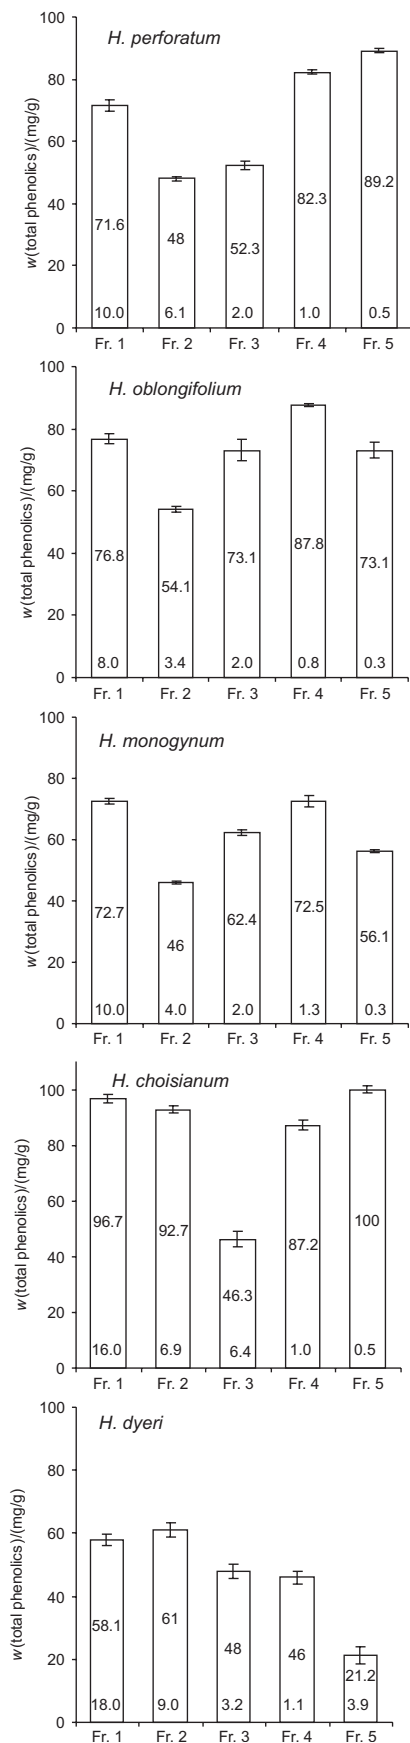 H. perforatum
w(total phenolics)/(mg/g)
100
80
60
40
20
0
71.6 48 52.3 82.3 89.2
10.0 6.1 2.0 1.0 0.5
Fr. 1 Fr. 2 Fr. 3 Fr. 4 Fr. 5
H. oblongifolium
w(total phenolics)/(mg/g)
100
80
60
40
20
0
76.8 54.1 73.1 87.8 73.1
8.0 3.4 2.0 0.8 0.3
Fr. 1 Fr. 2 Fr. 3 Fr. 4 Fr. 5
H. monogynum
w(total phenolics)/(mg/g)
100
80
60
40
20
0
72.7 46 62.4 72.5 56.1
10.0 4.0 2.0 1.3 0.3
Fr. 1 Fr. 2 Fr. 3 Fr. 4 Fr. 5
H. choisianum
w(total phenolics)/(mg/g)
100
80
60
40
20
0
96.7 92.7 46.3 87.2 100
16.0 6.9 6.4 1.0 0.5
Fr. 1 Fr. 2 Fr. 3 Fr. 4 Fr. 5
H. dyeri
w(total phenolics)/(mg/g)
100
80
60
40
20
0
58.1 61 48 46 21.2
18.0 9.0 3.2 1.1 3.9
Fr. 1 Fr. 2 Fr. 3 Fr. 4 Fr. 5